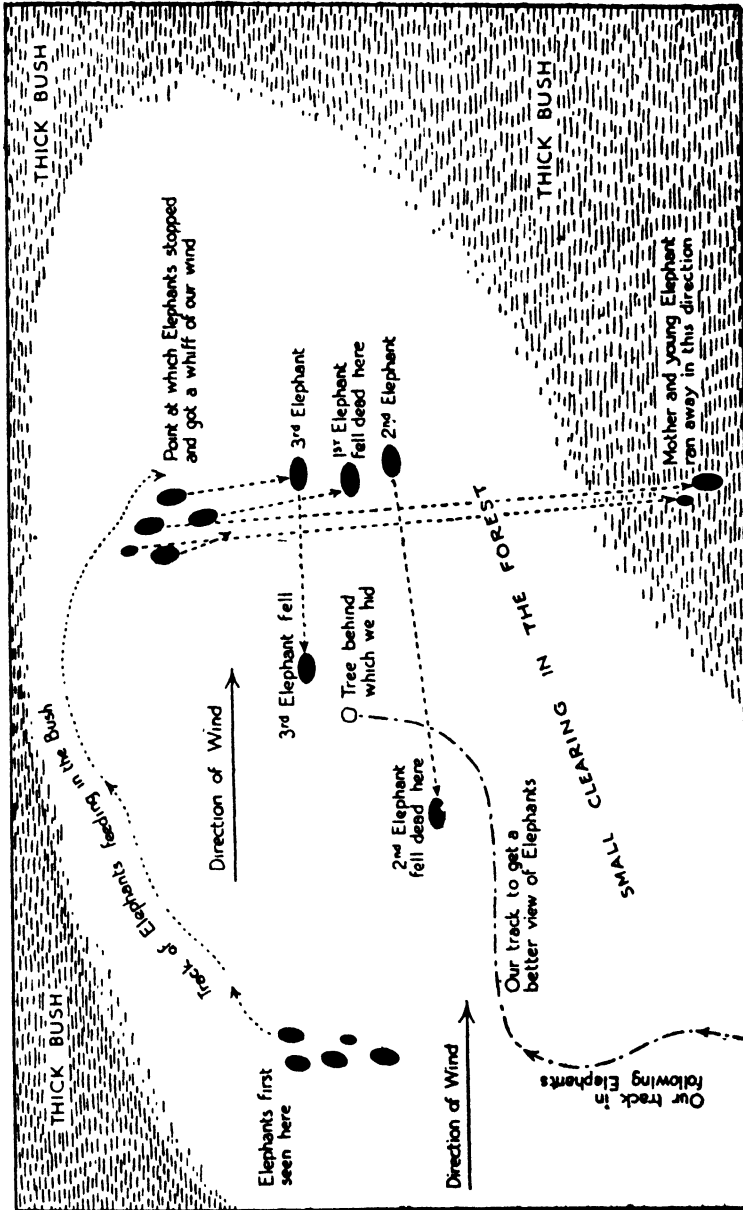 THICK BUSH
THICK BUSH
Track of Elephants feeding in the Bush
Point at which Elephants stopped
and got a whiff of our wind
Elephants first
seen here
Direction of Wind
3rd Elephant fell
3rd Elephant
Tree behind
which we hid
1st Elephant
fell dead here
2nd Elephant
2nd Elephant
fell dead here
Direction of Wind
Our track to get a
better view of Elephants
SMALL CLEARING IN THE FOREST
THICK BUSH
Our track in
following Elephants
Mother and young Elephant
ran away in this direction